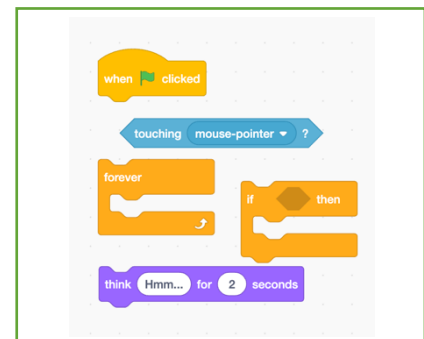 when clicked
touching mouse-pointer ?
forever
if then
think Hmm... for 2 seconds